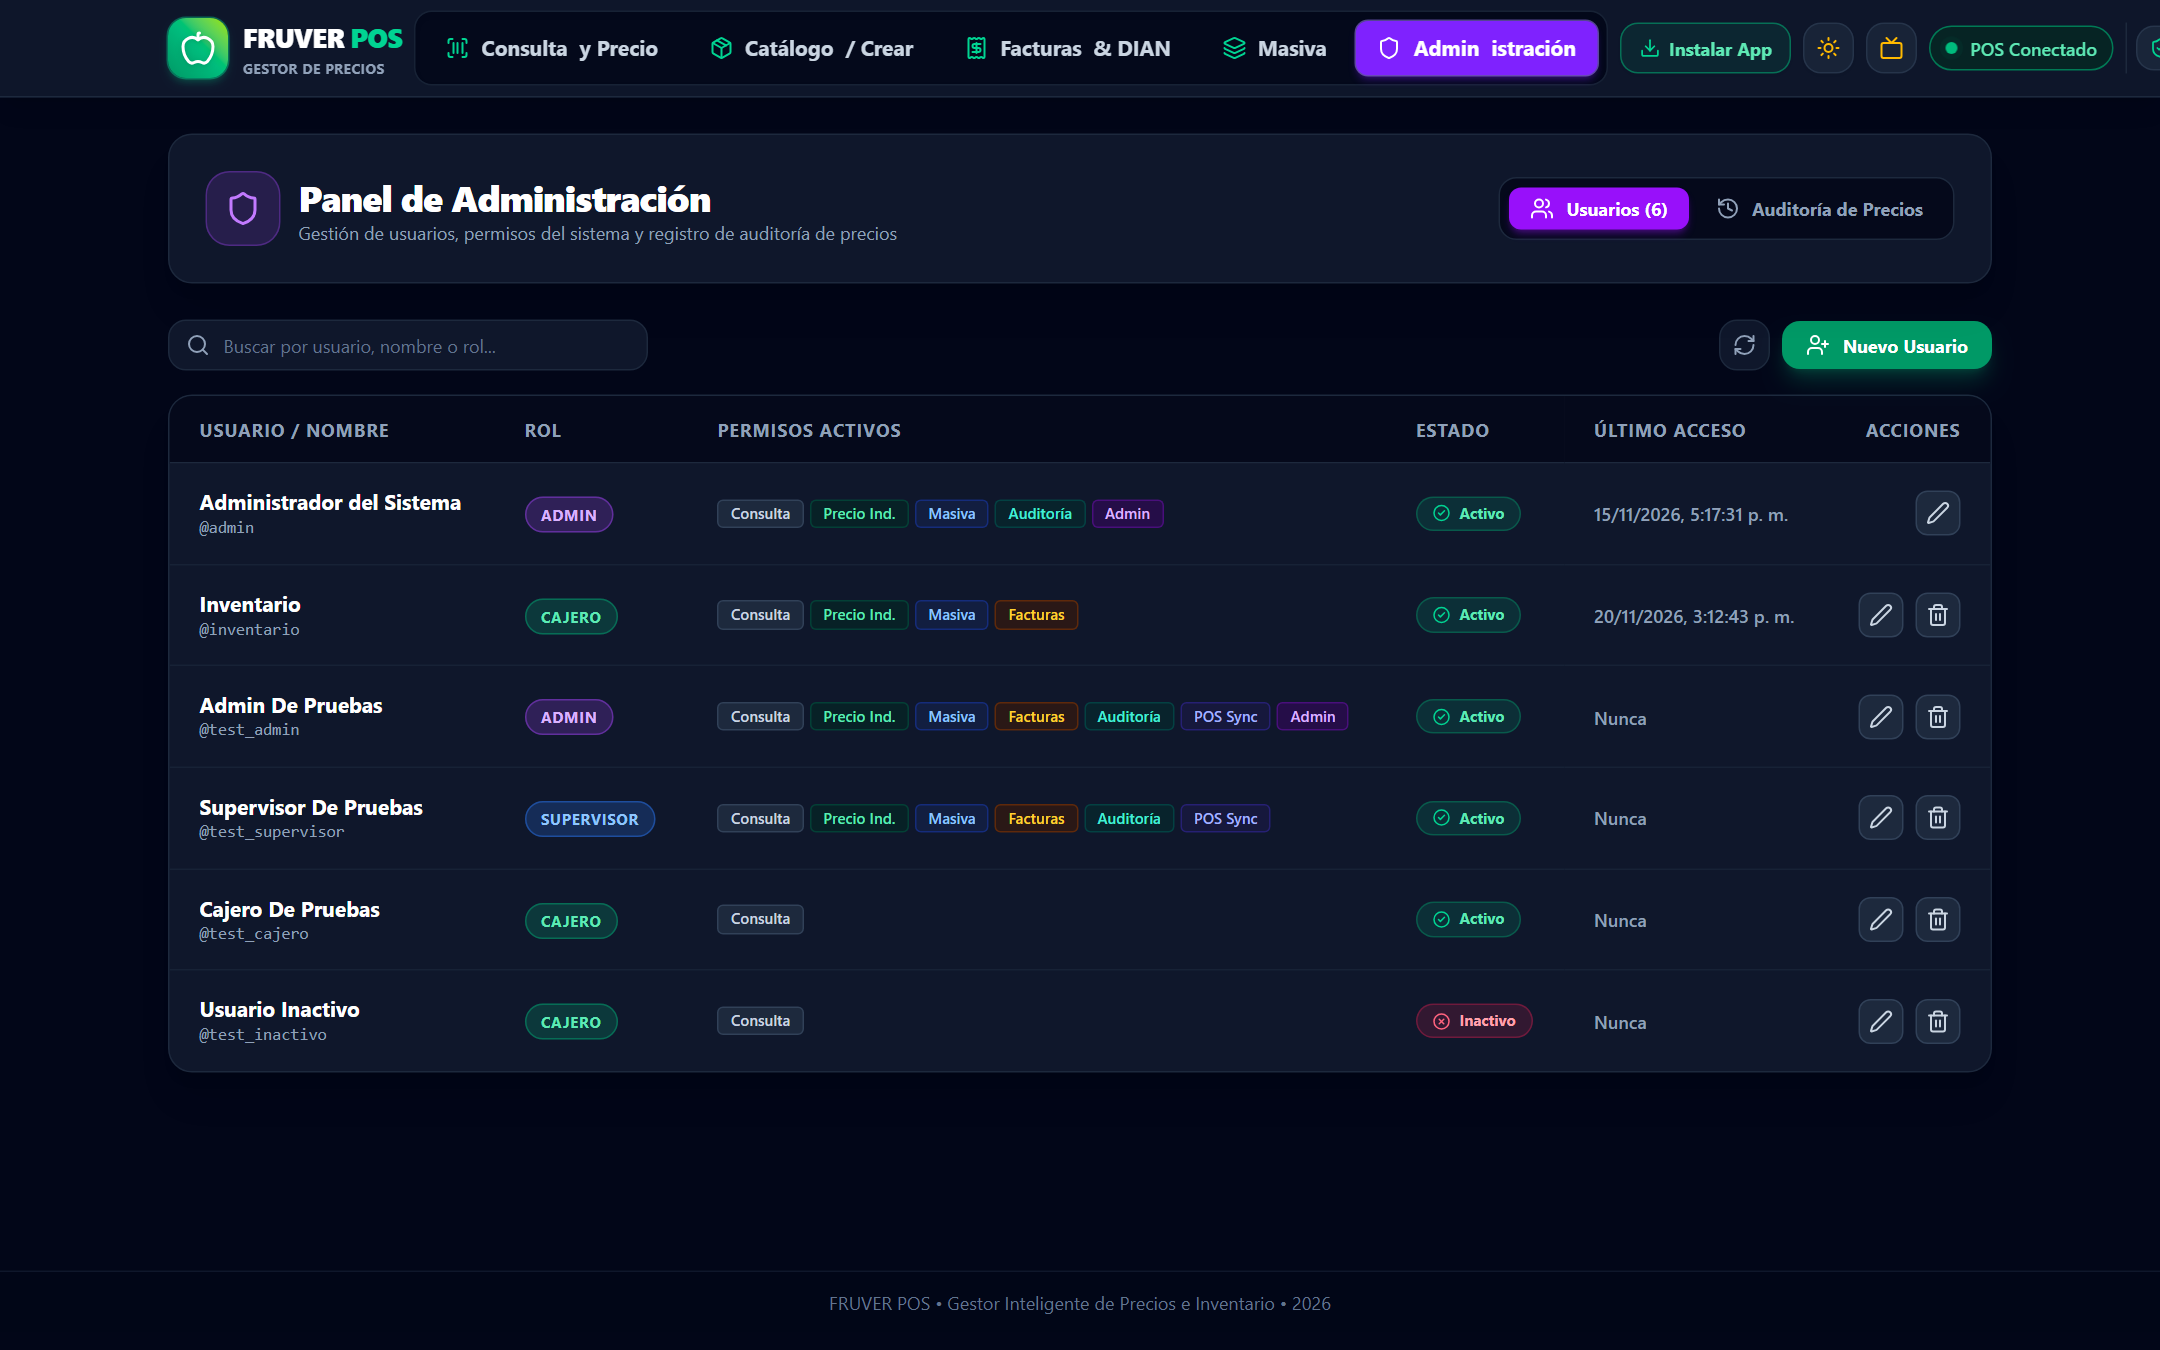 FRUVER POS
GESTOR DE PRECIOS
Consulta y Precio
Catálogo / Crear
Facturas & DIAN
Masiva
Admin istración
Instalar App
POS Conectado
Panel de Administración
Gestión de usuarios, permisos del sistema y registro de auditoría de precios
Usuarios (6)
Auditoría de Precios
Buscar por usuario, nombre o rol...
Nuevo Usuario
USUARIO / NOMBRE ROL PERMISOS ACTIVOS ESTADO ÚLTIMO ACCESO ACCIONES
Administrador del Sistema
@admin
ADMIN
Consulta Precio Ind. Masiva Auditoría Admin
Activo
15/11/2026, 5:17:31 p. m.
Inventario
@inventario
CAJERO
Consulta Precio Ind. Masiva Facturas
Activo
20/11/2026, 3:12:43 p. m.
Admin De Pruebas
@test_admin
ADMIN
Consulta Precio Ind. Masiva Facturas Auditoría POS Sync Admin
Activo
Nunca
Supervisor De Pruebas
@test_supervisor
SUPERVISOR
Consulta Precio Ind. Masiva Facturas Auditoría POS Sync
Activo
Nunca
Cajero De Pruebas
@test_cajero
CAJERO
Consulta
Activo
Nunca
Usuario Inactivo
@test_inactivo
CAJERO
Consulta
Inactivo
Nunca
FRUVER POS • Gestor Inteligente de Precios e Inventario • 2026